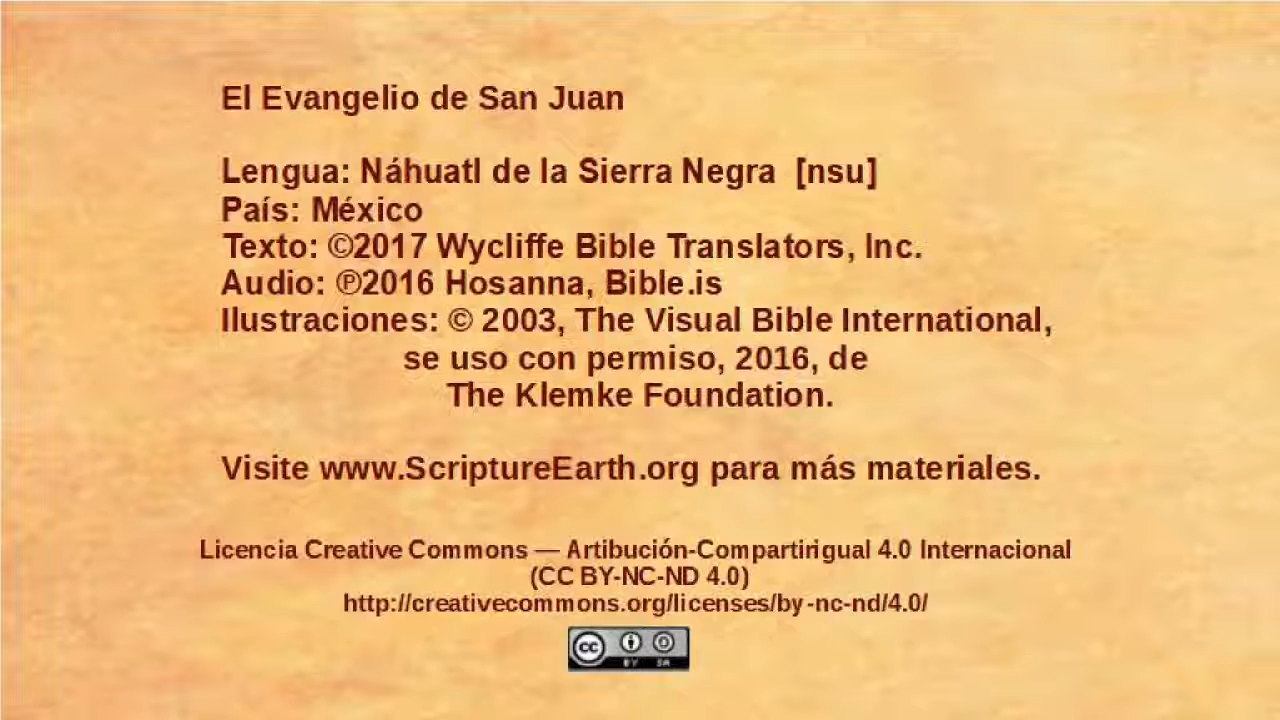 El Evangelio de San Juan
Lengua: Náhuatl de la Sierra Negra [nsu]
País: México
Texto: ©2017 Wycliffe Bible Translators, Inc.
Audio: ℗2016 Hosanna, Bible.is
Ilustraciones: © 2003, The Visual Bible International,
se uso con permiso, 2016, de
The Klemke Foundation.
Visite www.ScriptureEarth.org para más materiales.
Licencia Creative Commons — Artibución-Compartirigual 4.0 Internacional
(CC BY-NC-ND 4.0)
http://creativecommons.org/licenses/by-nc-nd/4.0/
cc BY SA